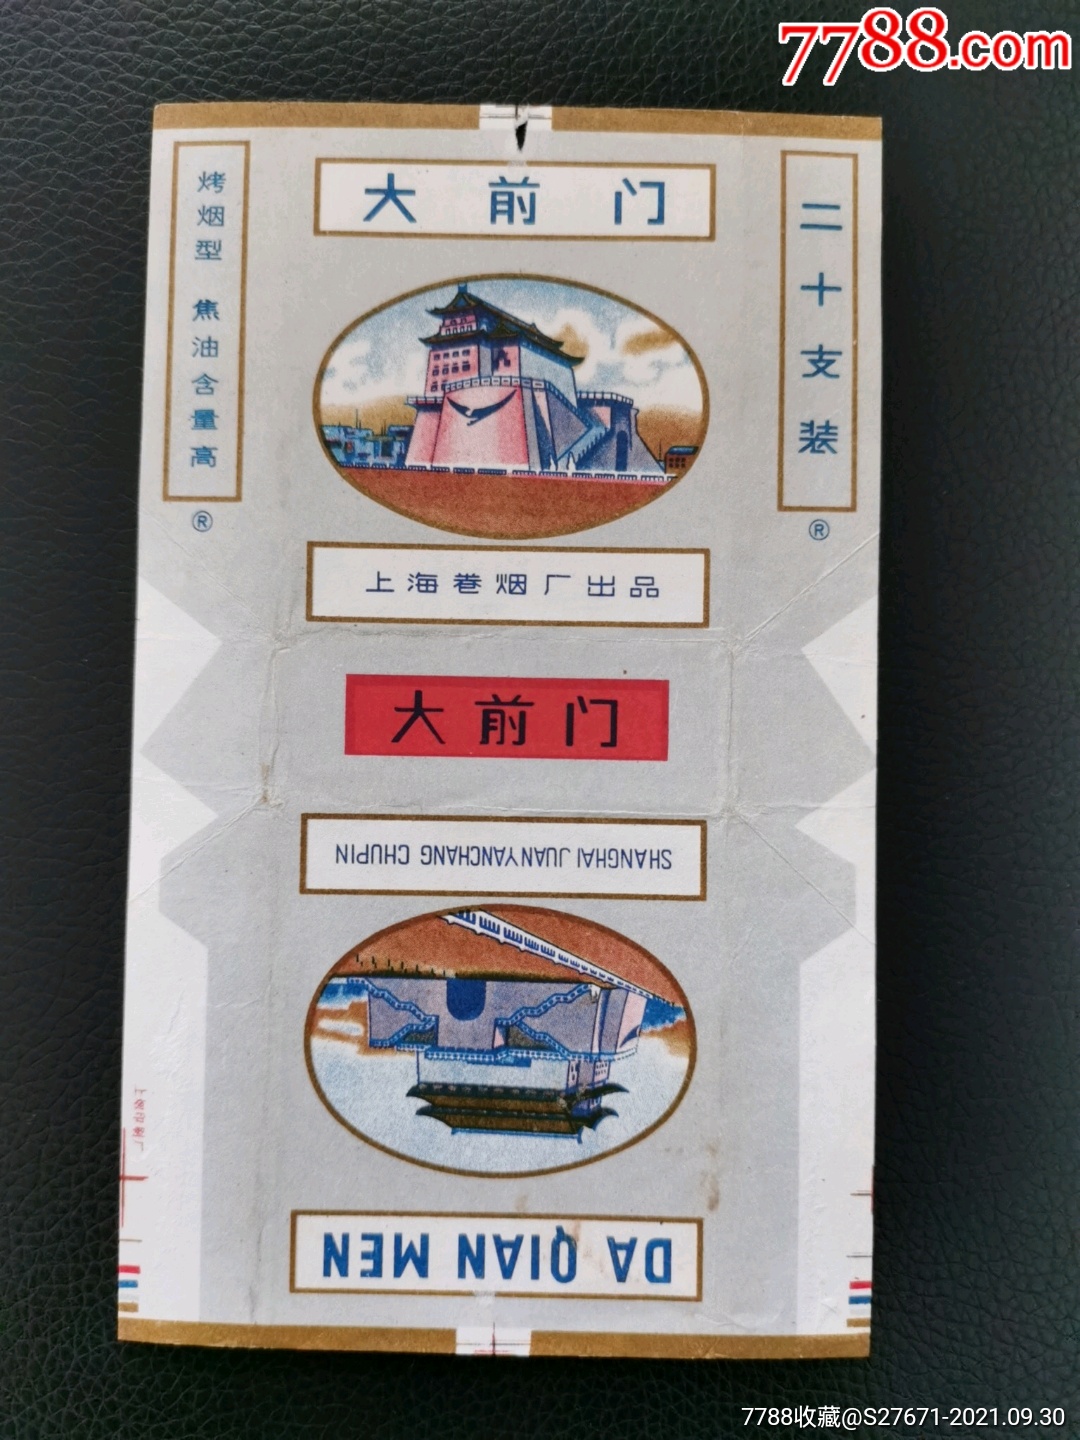 7788.com
大前门
烤烟型 焦油含量高
®
二十支装
®
上海卷烟厂出品
大前门
SHANGHAI JUANYANCHANG CHUPIN
DA QIAN MEN
7788收藏@S27671-2021.09.30